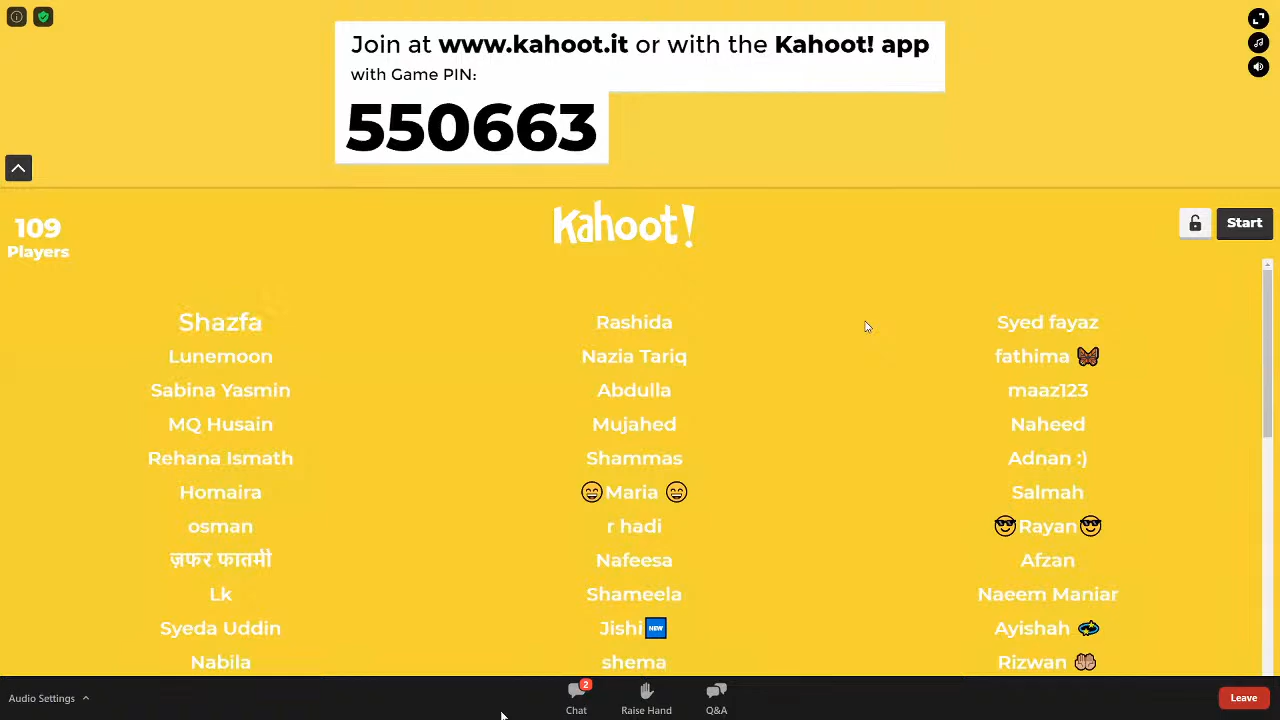 Join at www.kahoot.it or with the Kahoot! app
with Game PIN:
550663
109
Players
Kahoot!
Start
Shazfa
Rashida
Syed fayaz
Lunemoon
Nazia Tariq
fathima
Sabina Yasmin
Abdulla
maaz123
MQ Husain
Mujahed
Naheed
Rehana Ismath
Shammas
Adnan :)
Homaira
Maria
Salmah
osman
r hadi
Rayan
ज़फर फातमी
Nafeesa
Afzan
Lk
Shameela
Naeem Maniar
Syeda Uddin
Jishi NEW
Ayishah
Nabila
shema
Rizwan
Audio Settings
2
Chat
Raise Hand
Q&A
Leave